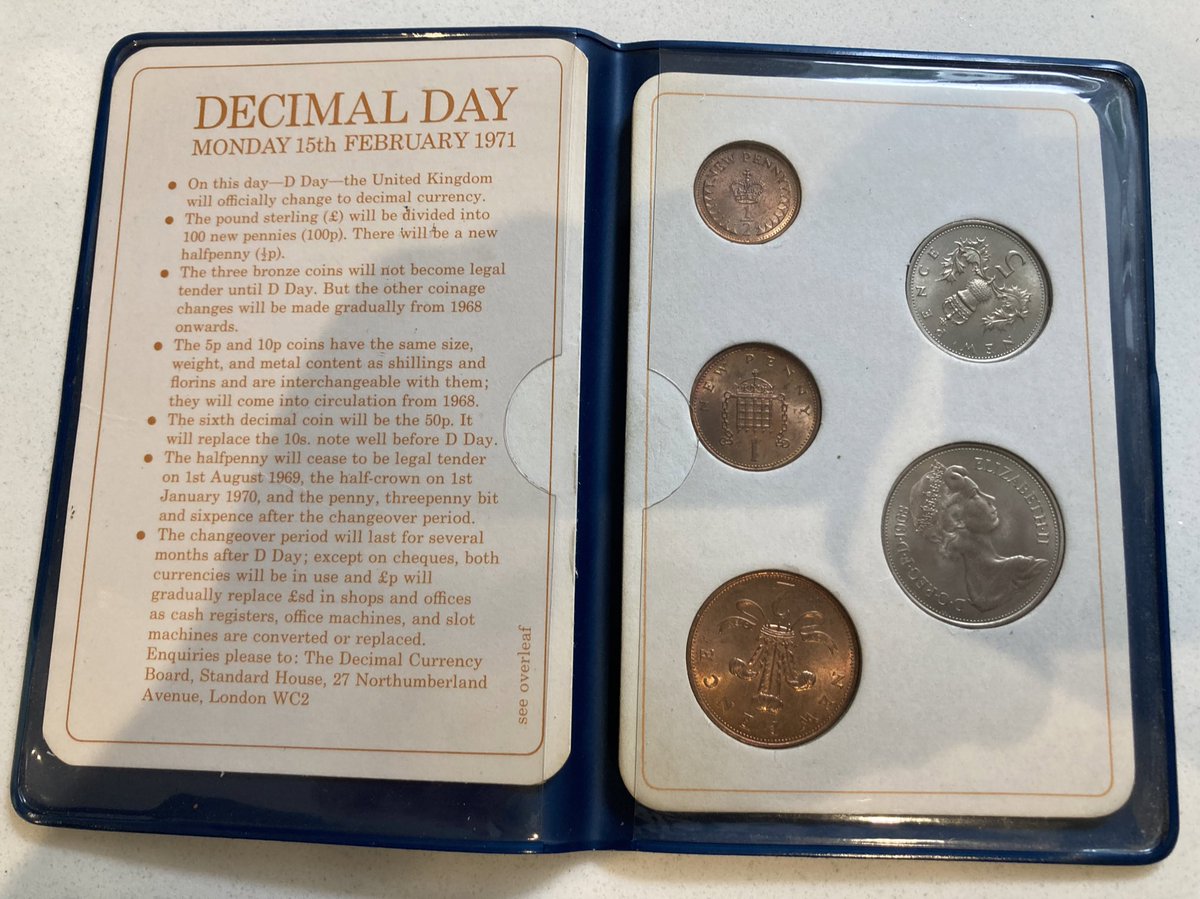 DECIMAL DAY
MONDAY 15th FEBRUARY 1971
• On this day—D Day—the United Kingdom
will officially change to decimal currency.
• The pound sterling (£) will be divided into
100 new pennies (100p). There will be a new
halfpenny (½p).
• The three bronze coins will not become legal
tender until D Day. But the other coinage
changes will be made gradually from 1968
onwards.
• The 5p and 10p coins have the same size,
weight, and metal content as shillings and
florins and are interchangeable with them;
they will come into circulation from 1968.
• The sixth decimal coin will be the 50p. It
will replace the 10s. note well before D Day.
• The halfpenny will cease to be legal tender
on 1st August 1969, the half-crown on 1st
January 1970, and the penny, threepenny bit
and sixpence after the changeover period.
• The changeover period will last for several
months after D Day; except on cheques, both
currencies will be in use and £p will
gradually replace £sd in shops and offices
as cash registers, office machines, and slot
machines are converted or replaced.
Enquiries please to: The Decimal Currency
Board, Standard House, 27 Northumberland
Avenue, London WC2
see overleaf
NEW PENNY
1
2
NEW PENCE
5
NEW PENNY
1
D·G·REG·F·D·1968
ELIZABETH·II
NEW PENCE
2